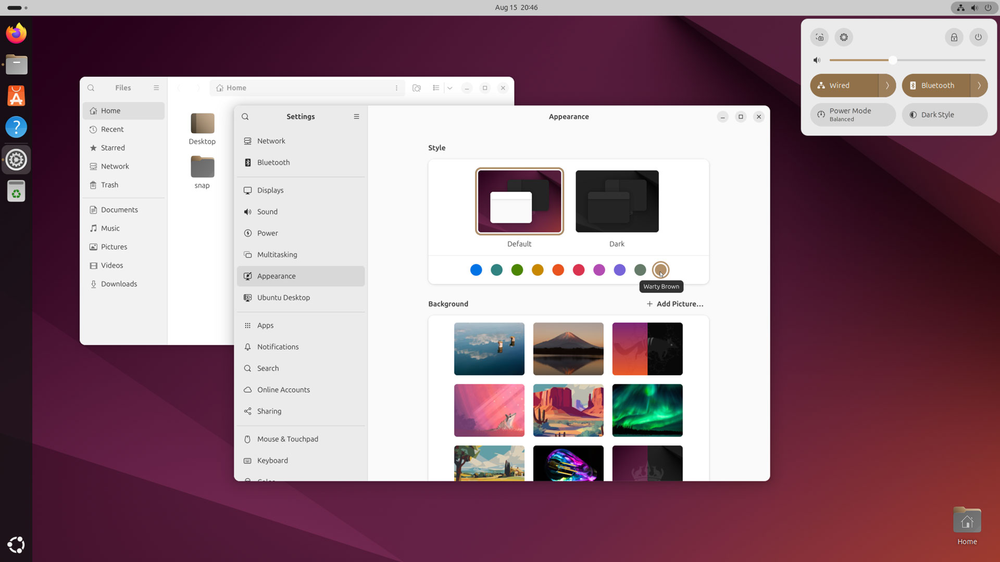 Aug 15 20:46
Files
Home
Home
Recent
Starred
Network
Trash
Documents
Music
Pictures
Videos
Downloads
Desktop
snap
Settings
Network
Bluetooth
Displays
Sound
Power
Multitasking
Appearance
Ubuntu Desktop
Apps
Notifications
Search
Online Accounts
Sharing
Mouse & Touchpad
Keyboard
Color
Appearance
Style
Default
Dark
Warty Brown
Background
Add Picture...
Wired
Bluetooth
Power Mode
Balanced
Dark Style
Home